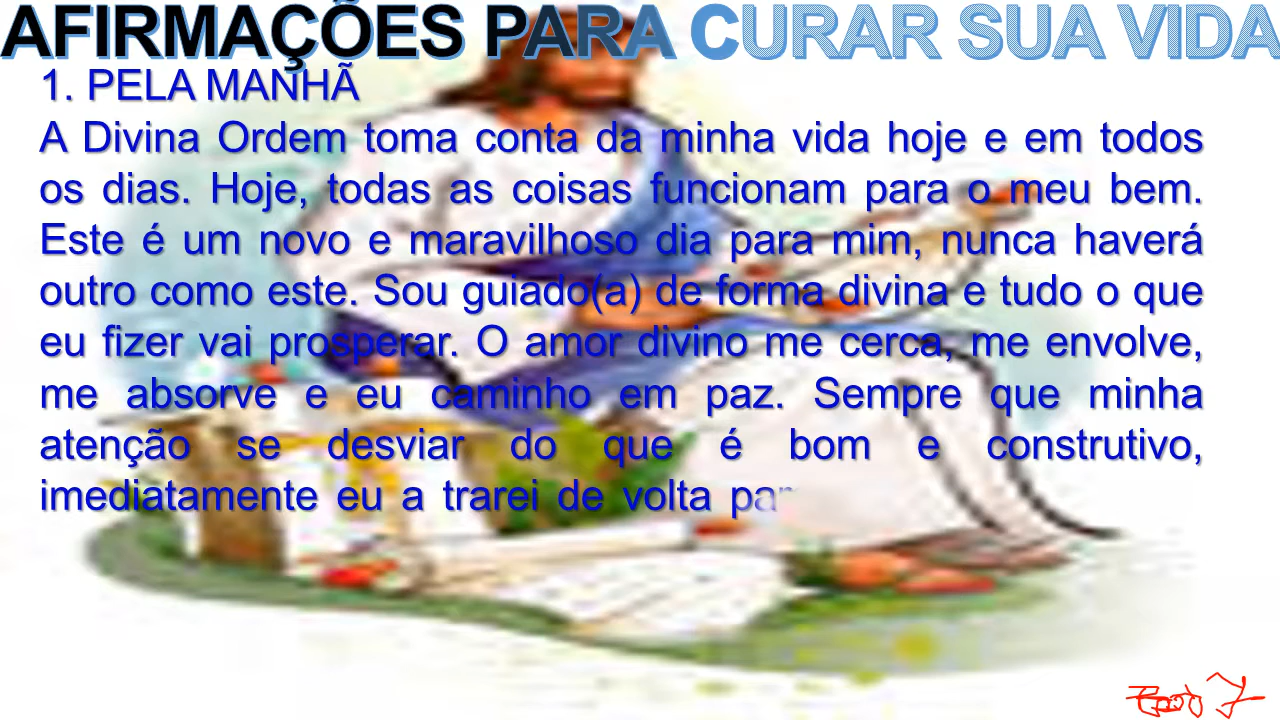 AFIRMAÇÕES PARA CURAR SUA VIDA
1. PELA MANHÃ
A Divina Ordem toma conta da minha vida hoje e em todos
os dias. Hoje, todas as coisas funcionam para o meu bem.
Este é um novo e maravilhoso dia para mim, nunca haverá
outro como este. Sou guiado(a) de forma divina e tudo o que
eu fizer vai prosperar. O amor divino me cerca, me envolve,
me absorve e eu caminho em paz. Sempre que minha
atenção se desviar do que é bom e construtivo,
imediatamente eu a trarei de volta